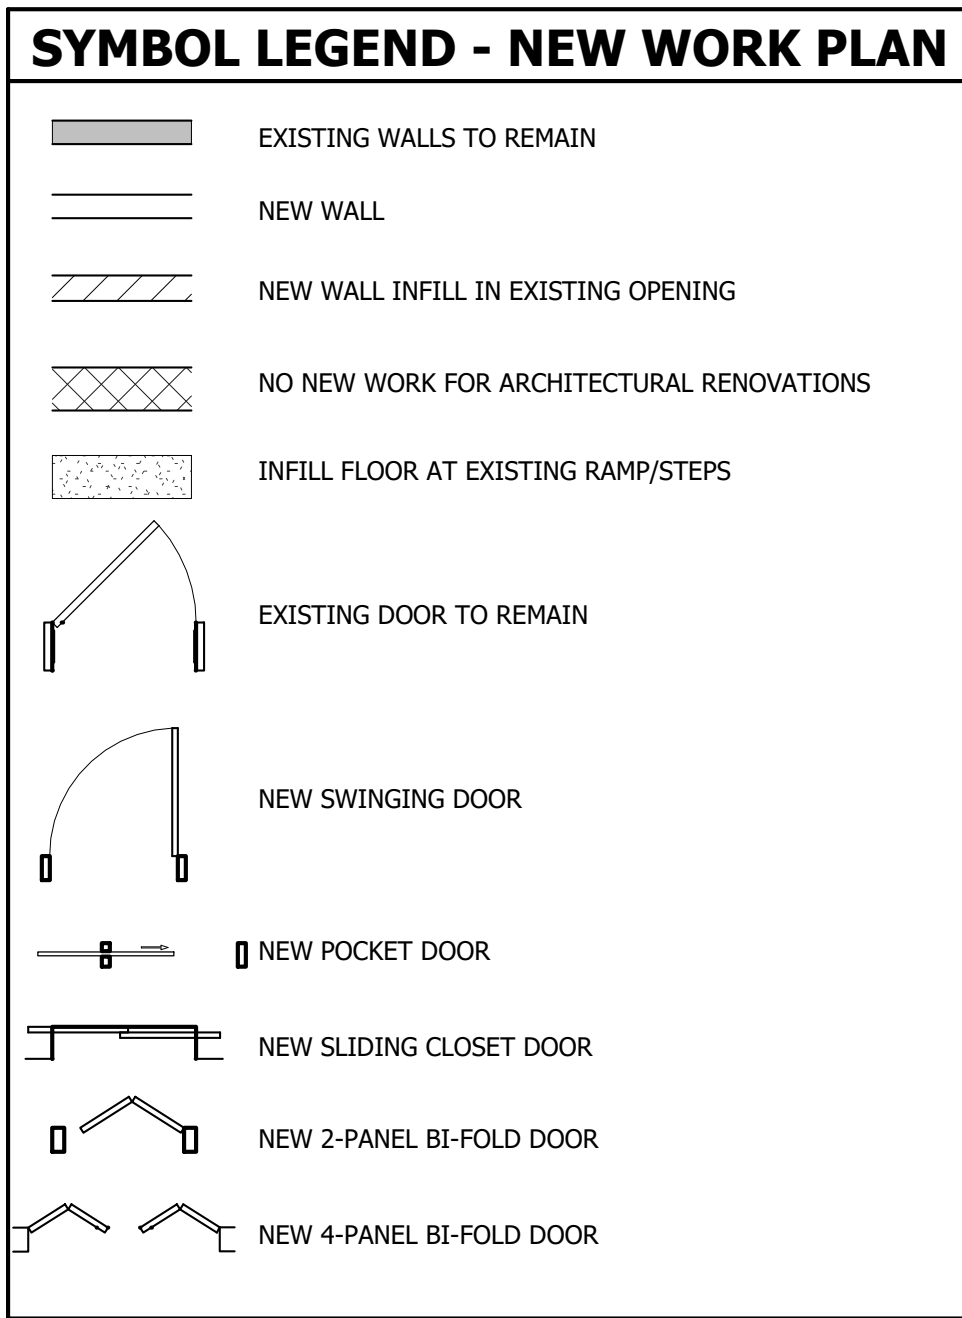 SYMBOL LEGEND - NEW WORK PLAN
EXISTING WALLS TO REMAIN
NEW WALL
NEW WALL INFILL IN EXISTING OPENING
NO NEW WORK FOR ARCHITECTURAL RENOVATIONS
INFILL FLOOR AT EXISTING RAMP/STEPS
EXISTING DOOR TO REMAIN
NEW SWINGING DOOR
NEW POCKET DOOR
NEW SLIDING CLOSET DOOR
NEW 2-PANEL BI-FOLD DOOR
NEW 4-PANEL BI-FOLD DOOR